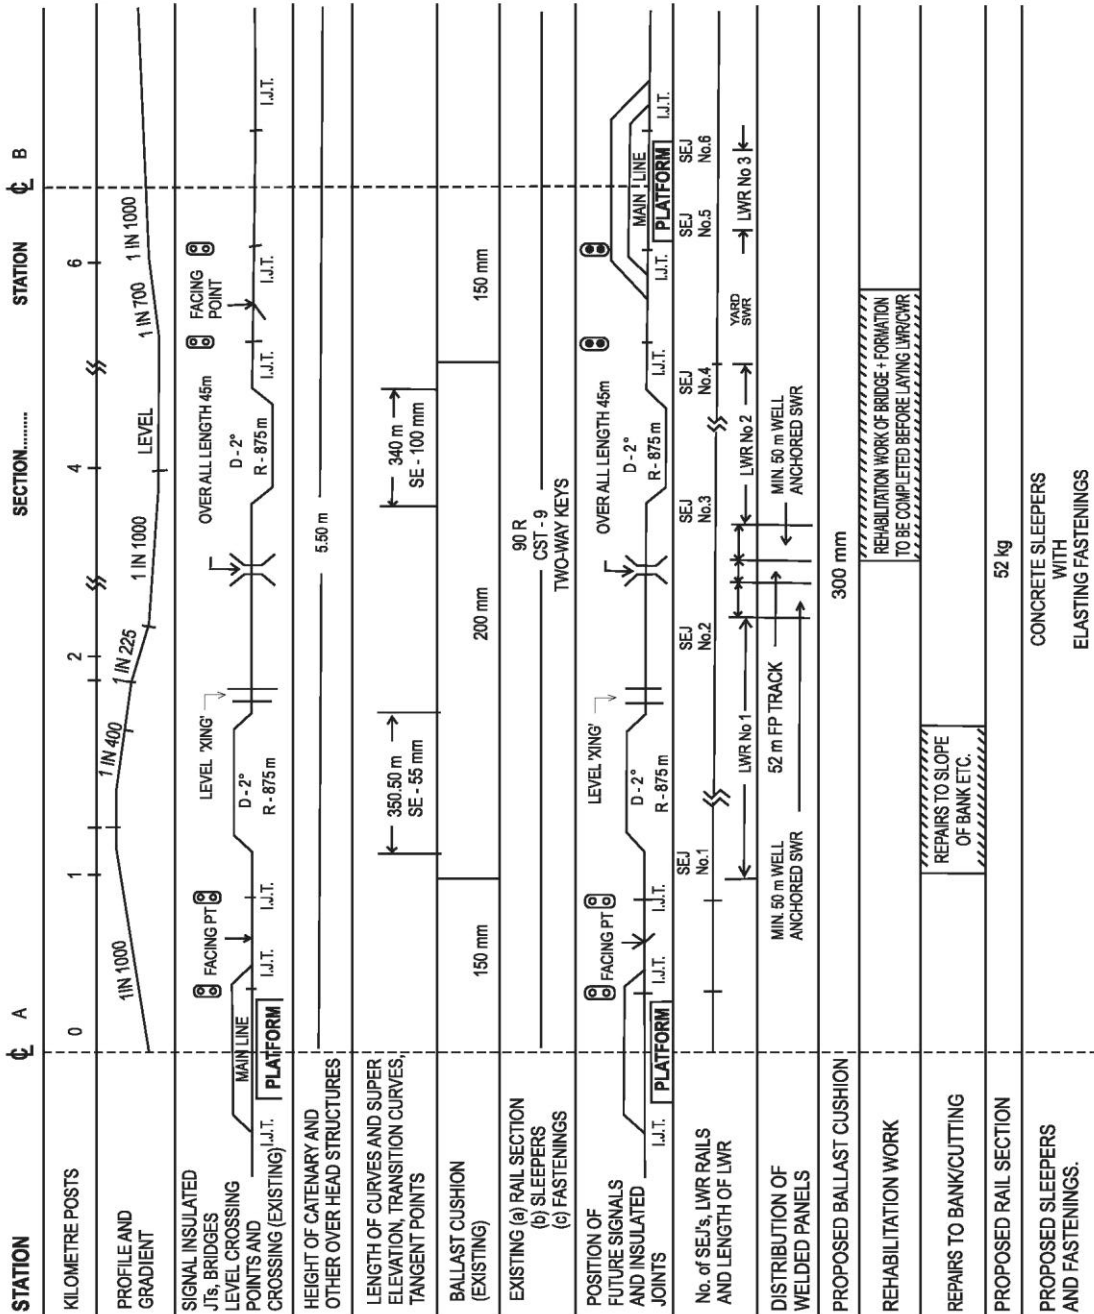 STATION
℄ A
SECTION.........
STATION
℄ B
KILOMETRE POSTS
0
1
2
4
6
PROFILE AND
GRADIENT
1IN 1000
1 IN 400
1 IN 225
1 IN 1000
LEVEL
1 IN 700
1 IN 1000
SIGNAL INSULATED
JTs, BRIDGES
LEVEL CROSSING
POINTS AND
CROSSING (EXISTING)
I.J.T.
MAIN LINE
PLATFORM
I.J.T.
FACING PT
I.J.T.
LEVEL 'XING'
D - 2°
R - 875 m
OVER ALL LENGTH 45m
D - 2°
R - 875 m
I.J.T.
FACING
POINT
I.J.T.
I.J.T.
HEIGHT OF CATENARY AND
OTHER OVER HEAD STRUCTURES
5.50 m
LENGTH OF CURVES AND SUPER
ELEVATION, TRANSITION CURVES,
TANGENT POINTS
350.50 m
SE - 55 mm
340 m
SE - 100 mm
BALLAST CUSHION
(EXISTING)
150 mm
200 mm
150 mm
EXISTING (a) RAIL SECTION
(b) SLEEPERS
(c) FASTENINGS
90 R
CST - 9
TWO-WAY KEYS
POSITION OF
FUTURE SIGNALS
AND INSULATED
JOINTS
I.J.T.
PLATFORM
I.J.T.
FACING PT
I.J.T.
LEVEL 'XING'
D - 2°
R - 875 m
OVER ALL LENGTH 45m
D - 2°
R - 875 m
I.J.T.
I.J.T.
MAIN LINE
PLATFORM
I.J.T.
No. of SEJ's, LWR RAILS
AND LENGTH OF LWR
SEJ
No.1
SEJ
No.2
SEJ
No.3
SEJ
No.4
SEJ
No.5
SEJ
No.6
LWR No 1
LWR No 2
YARD
SWR
LWR No 3
DISTRIBUTION OF
WELDED PANELS
MIN. 50 m WELL
ANCHORED SWR
52 m FP TRACK
MIN. 50 m WELL
ANCHORED SWR
PROPOSED BALLAST CUSHION
300 mm
REHABILITATION WORK
REHABILITATION WORK OF BRIDGE + FORMATION
TO BE COMPLETED BEFORE LAYING LWR/CWR
REPAIRS TO BANK/CUTTING
REPAIRS TO SLOPE
OF BANK ETC.
PROPOSED RAIL SECTION
52 kg
PROPOSED SLEEPERS
AND FASTENINGS.
CONCRETE SLEEPERS
WITH
ELASTING FASTENINGS